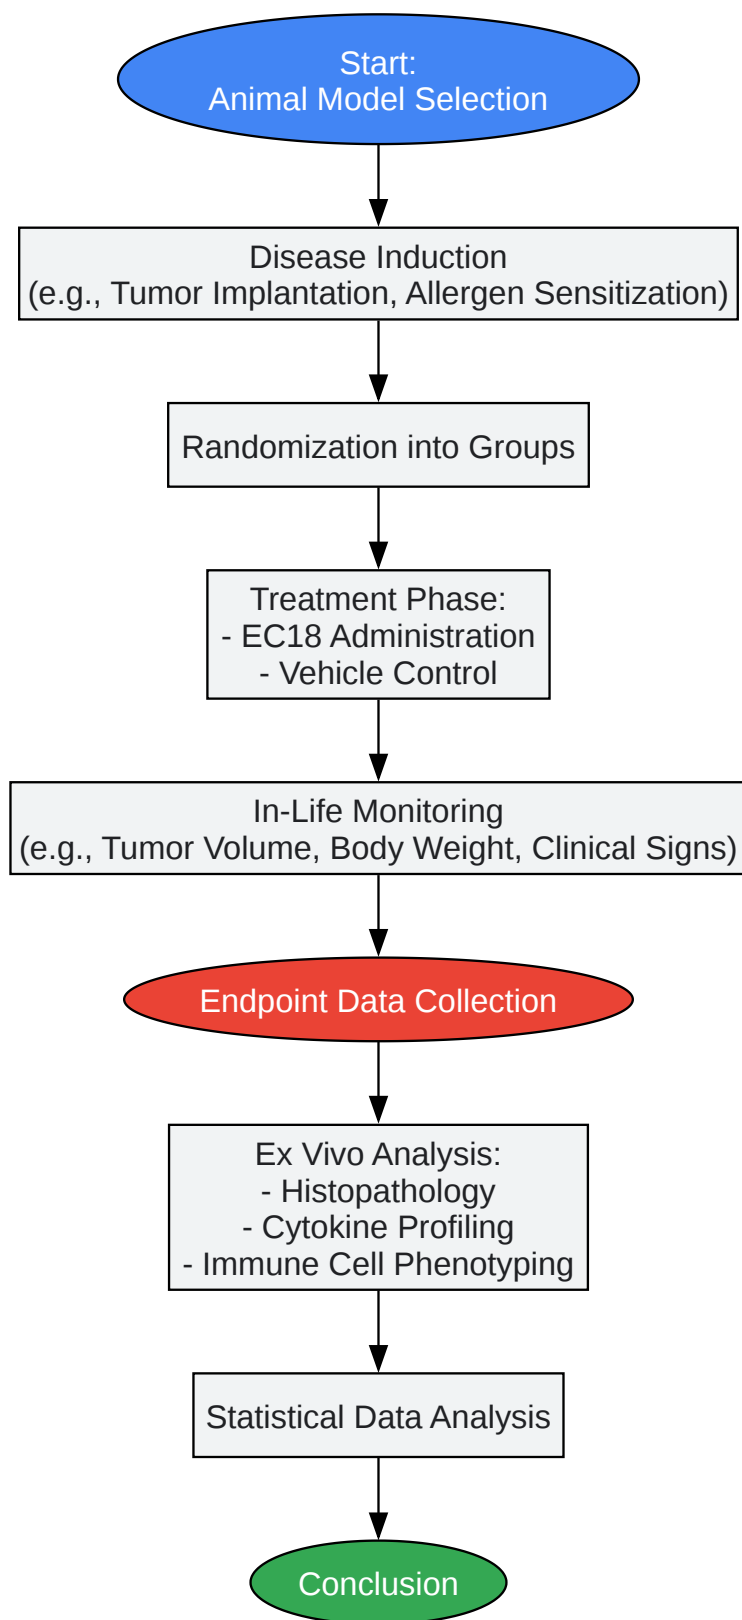 Start:
Animal Model Selection
Disease Induction
(e.g., Tumor Implantation, Allergen Sensitization)
Randomization into Groups
Treatment Phase:
- EC18 Administration
- Vehicle Control
In-Life Monitoring
(e.g., Tumor Volume, Body Weight, Clinical Signs)
Endpoint Data Collection
Ex Vivo Analysis:
- Histopathology
- Cytokine Profiling
- Immune Cell Phenotyping
Statistical Data Analysis
Conclusion